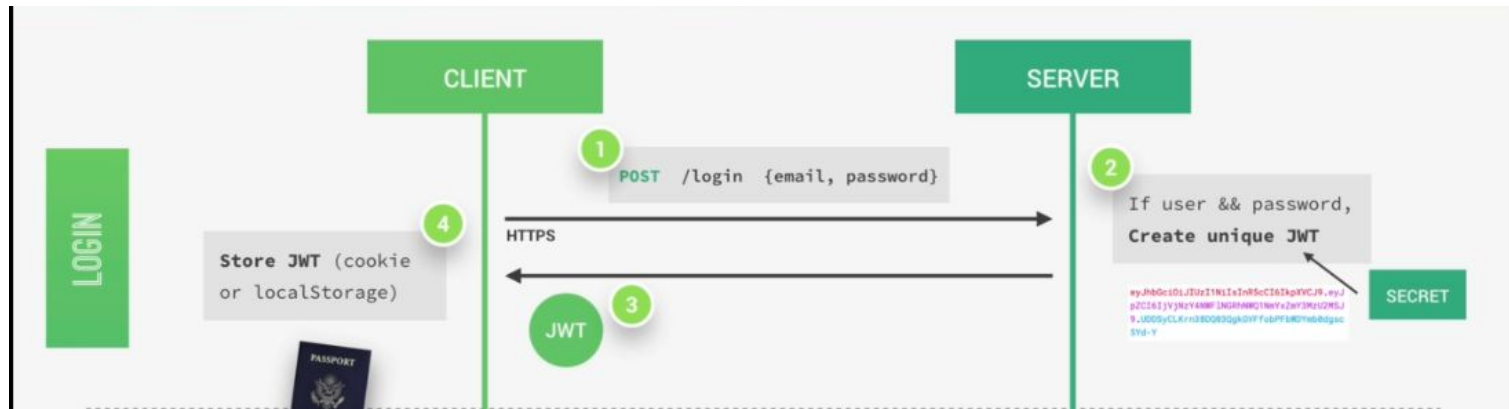 CLIENT
SERVER
LOGIN
1
POST /login {email, password}
2
If user && password,
Create unique JWT
4
HTTPS
Store JWT (cookie
or localStorage)
3
JWT
SECRET
PASSPORT